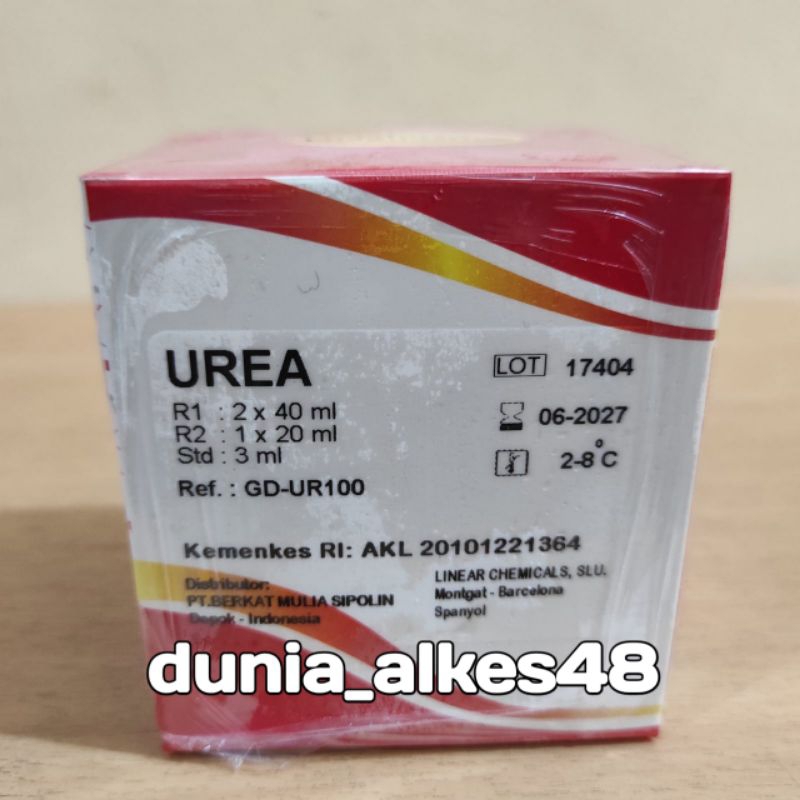 UREA
R1 : 2 x 40 ml
R2 : 1 x 20 ml
Std : 3 ml
Ref. : GD-UR100
LOT 17404
06-2027
2-8°C
Kemenkes RI: AKL 20101221364
Distributor:
PT.BERKAT MULIA SIPOLIN
Depok - Indonesia
LINEAR CHEMICALS, SLU.
Montgat - Barcelona
Spanyol
dunia_alkes48